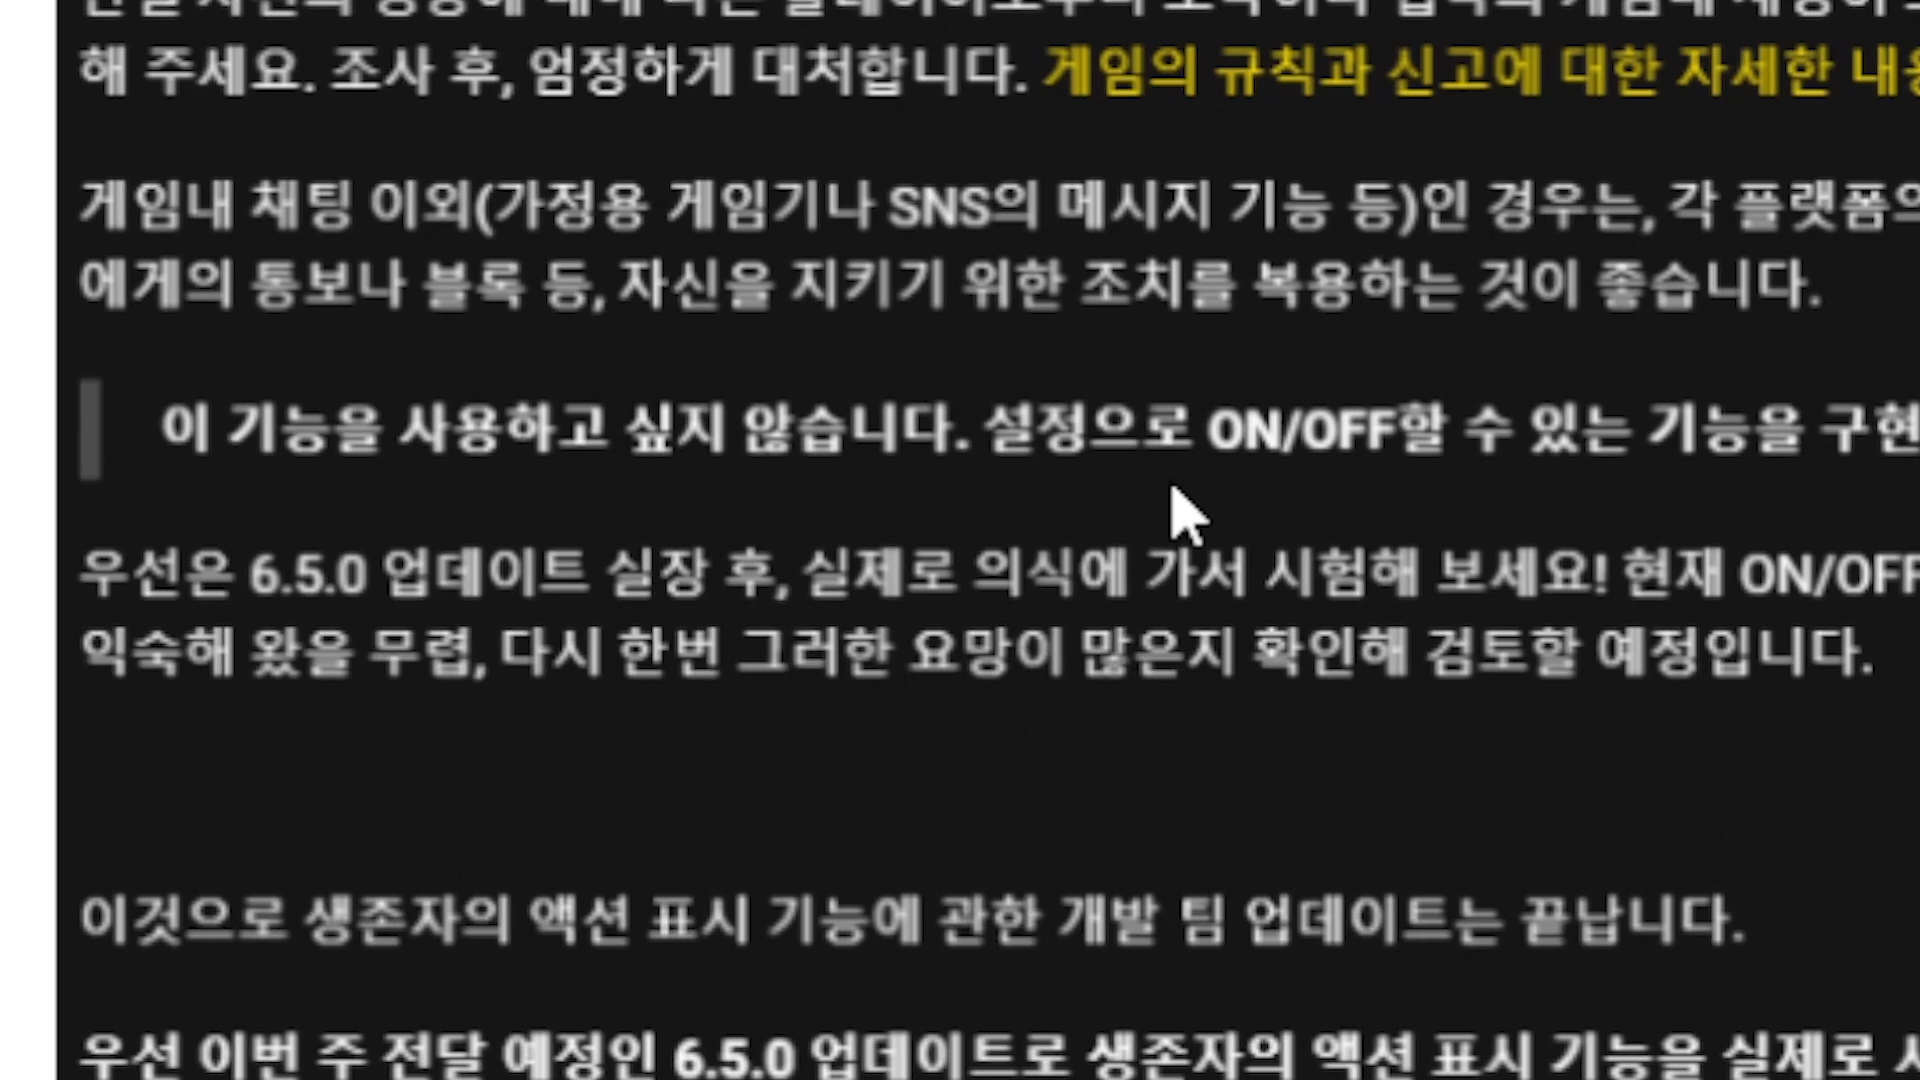 해 주세요. 조사 후, 엄정하게 대처합니다. 게임의 규칙과 신고에 대한 자세한
게임내 채팅 이외(가정용 게임기나 SNS의 메시지 기능 등)인 경우는, 각 플랫폼의
에게의 통보나 블록 등, 자신을 지키기 위한 조치를 복용하는 것이 좋습니다.
이 기능을 사용하고 싶지 않습니다. 설정으로 ON/OFF할 수 있는 기능을 구현
우선은 6.5.0 업데이트 실장 후, 실제로 의식에 가서 시험해 보세요! 현재 ON/OFF
익숙해 왔을 무렵, 다시 한번 그러한 요망이 많은지 확인해 검토할 예정입니다.
이것으로 생존자의 액션 표시 기능에 관한 개발 팀 업데이트는 끝납니다.
우선 이번 주 전달 예정인 6.5.0 업데이트로 생존자의 액션 표시 기능을 실제로